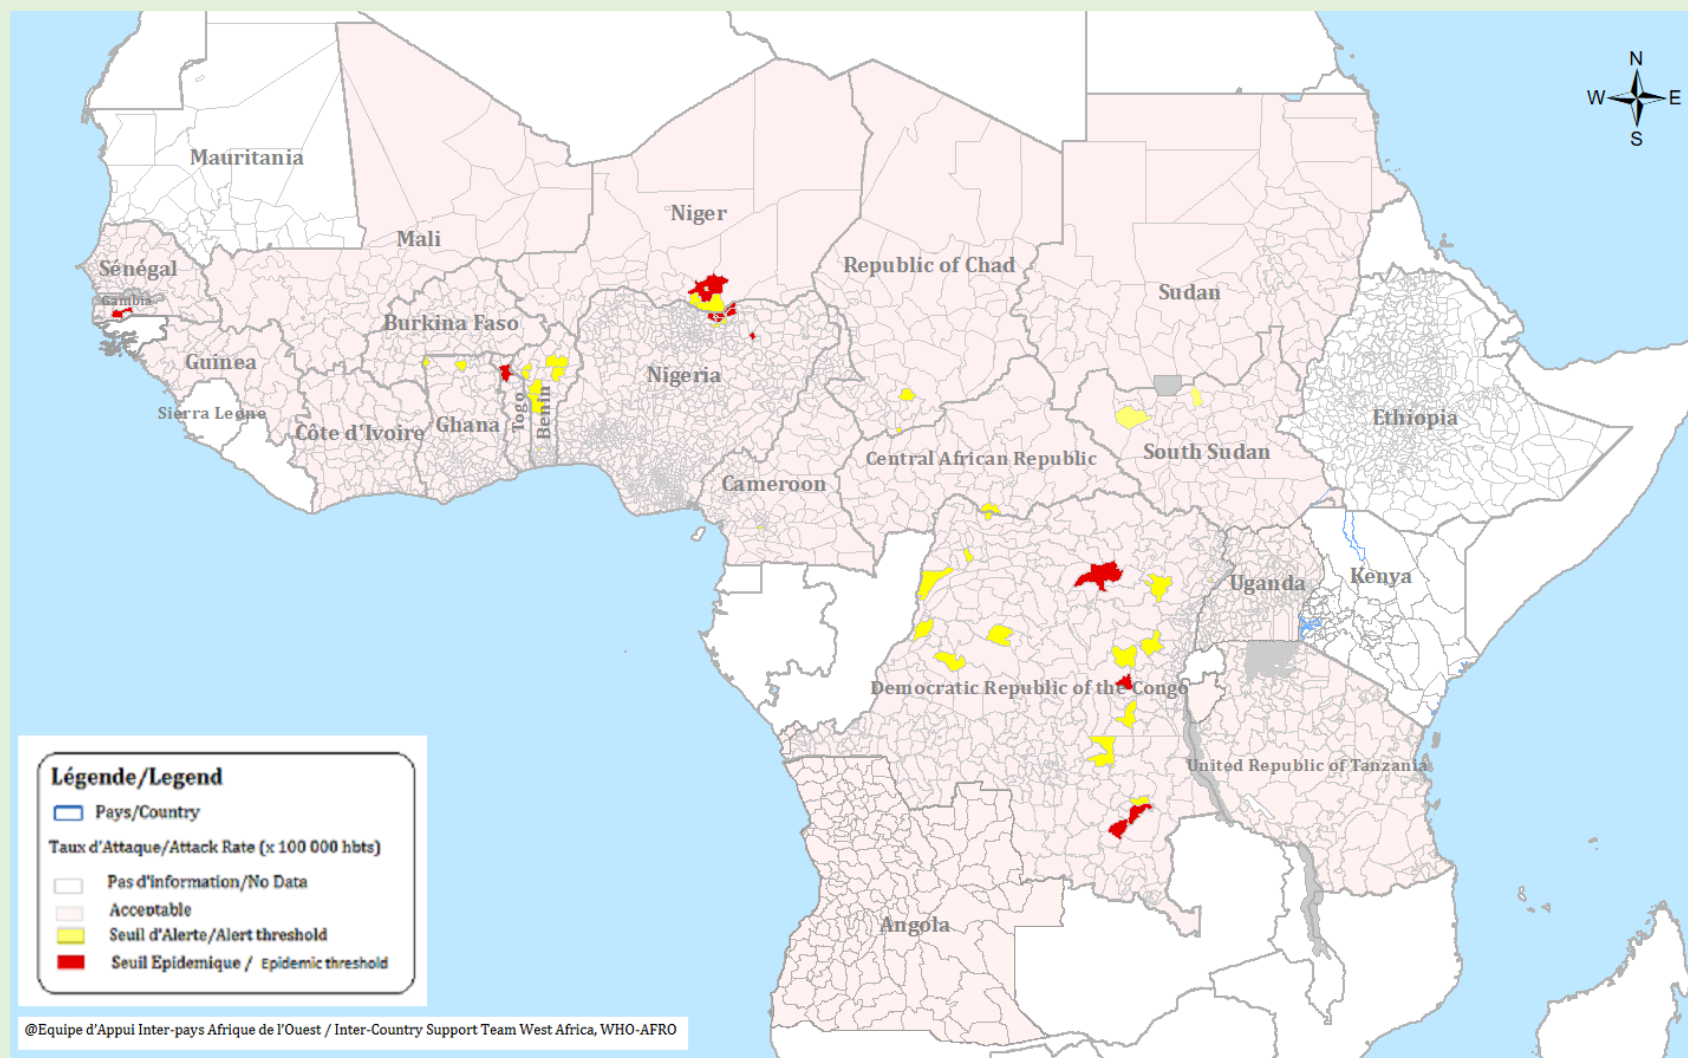 N
W E
S
Mauritania
Niger
Mali
Sénégal
Republic of Chad
Gambia
Sudan
Burkina Faso
Guinea
Nigeria
Sierra Leone
Togo
Benin
Ghana
Côte d'Ivoire
Ethiopia
Central African Republic
South Sudan
Cameroon
Uganda
Kenya
Democratic Republic of the Congo
United Republic of Tanzania
Angola
Légende/Legend
Pays/Country
Taux d'Attaque/Attack Rate (x 100 000 hbts)
Pas d'information/No Data
Acceptable
Seuil d'Alerte/Alert threshold
Seuil Epidemique / Epidemic threshold
@Equipe d'Appui Inter-pays Afrique de l'Ouest / Inter-Country Support Team West Africa, WHO-AFRO